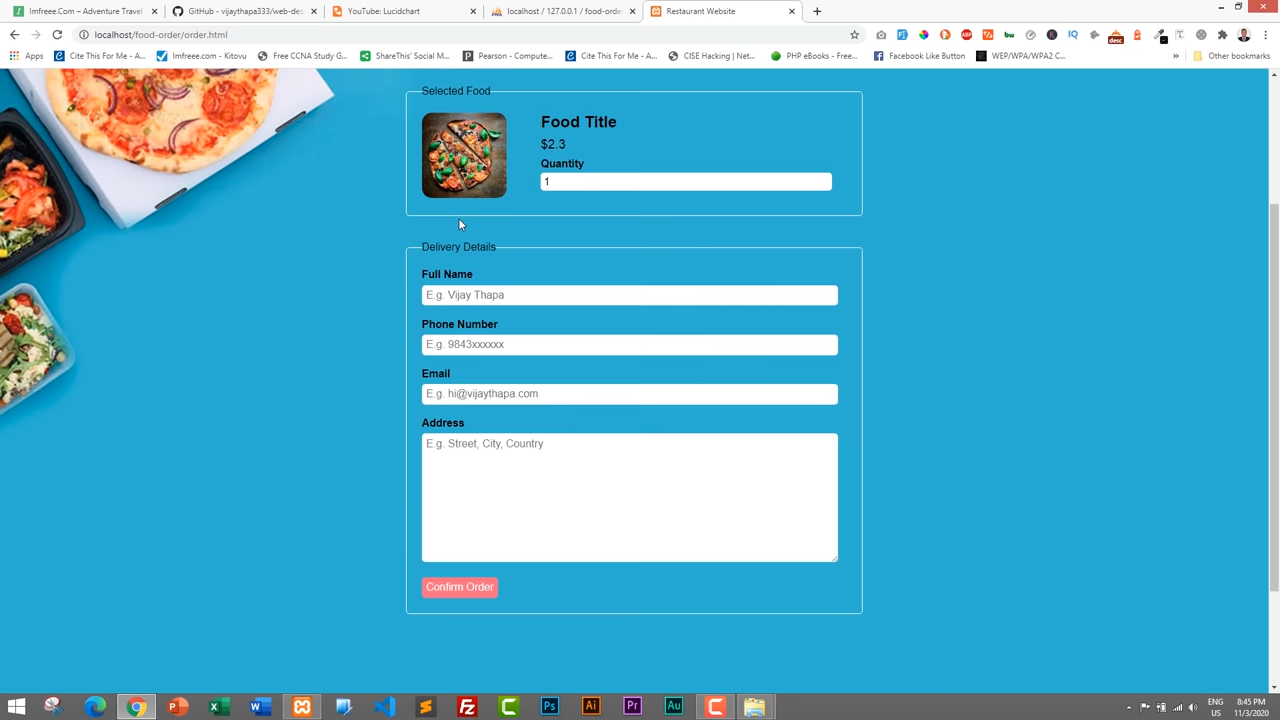 Imfreee.Com – Adventure Travel
GitHub - vijaythapa333/web-des
YouTube: Lucidchart
localhost / 127.0.0.1 / food-order
Restaurant Website
localhost/food-order/order.html
Apps
Cite This For Me - A...
Imfreee.com - Kitovu
Free CCNA Study G...
ShareThis' Social M...
Pearson - Compute...
Cite This For Me - A...
CISE Hacking | Net...
PHP eBooks - Free...
Facebook Like Button
WEP/WPA/WPA2 C...
Other bookmarks
Selected Food
Food Title
$2.3
Quantity
1
Delivery Details
Full Name
E.g. Vijay Thapa
Phone Number
E.g. 9843xxxxxx
Email
E.g. hi@vijaythapa.com
Address
E.g. Street, City, Country
Confirm Order
ENG
US
8:45 PM
11/3/2020